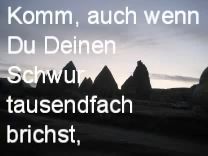 Komm, auch wenn
Du Deinen
Schwur
tausendfach
brichst,